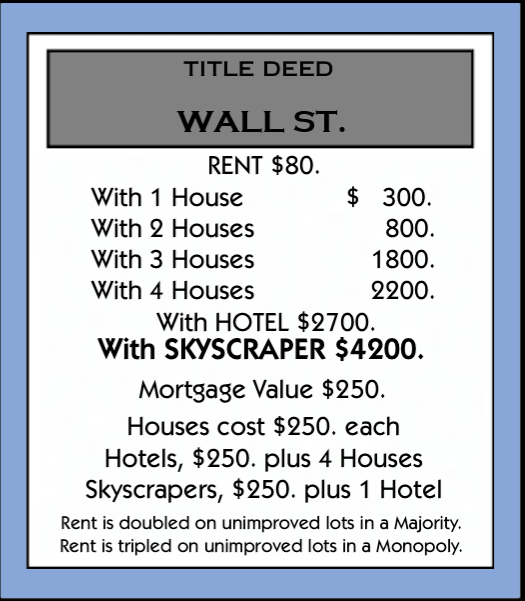 TITLE DEED
WALL ST.
RENT $80.
With 1 House $ 300.
With 2 Houses 800.
With 3 Houses 1800.
With 4 Houses 2200.
With HOTEL $2700.
With SKYSCRAPER $4200.
Mortgage Value $250.
Houses cost $250. each
Hotels, $250. plus 4 Houses
Skyscrapers, $250. plus 1 Hotel
Rent is doubled on unimproved lots in a Majority.
Rent is tripled on unimproved lots in a Monopoly.